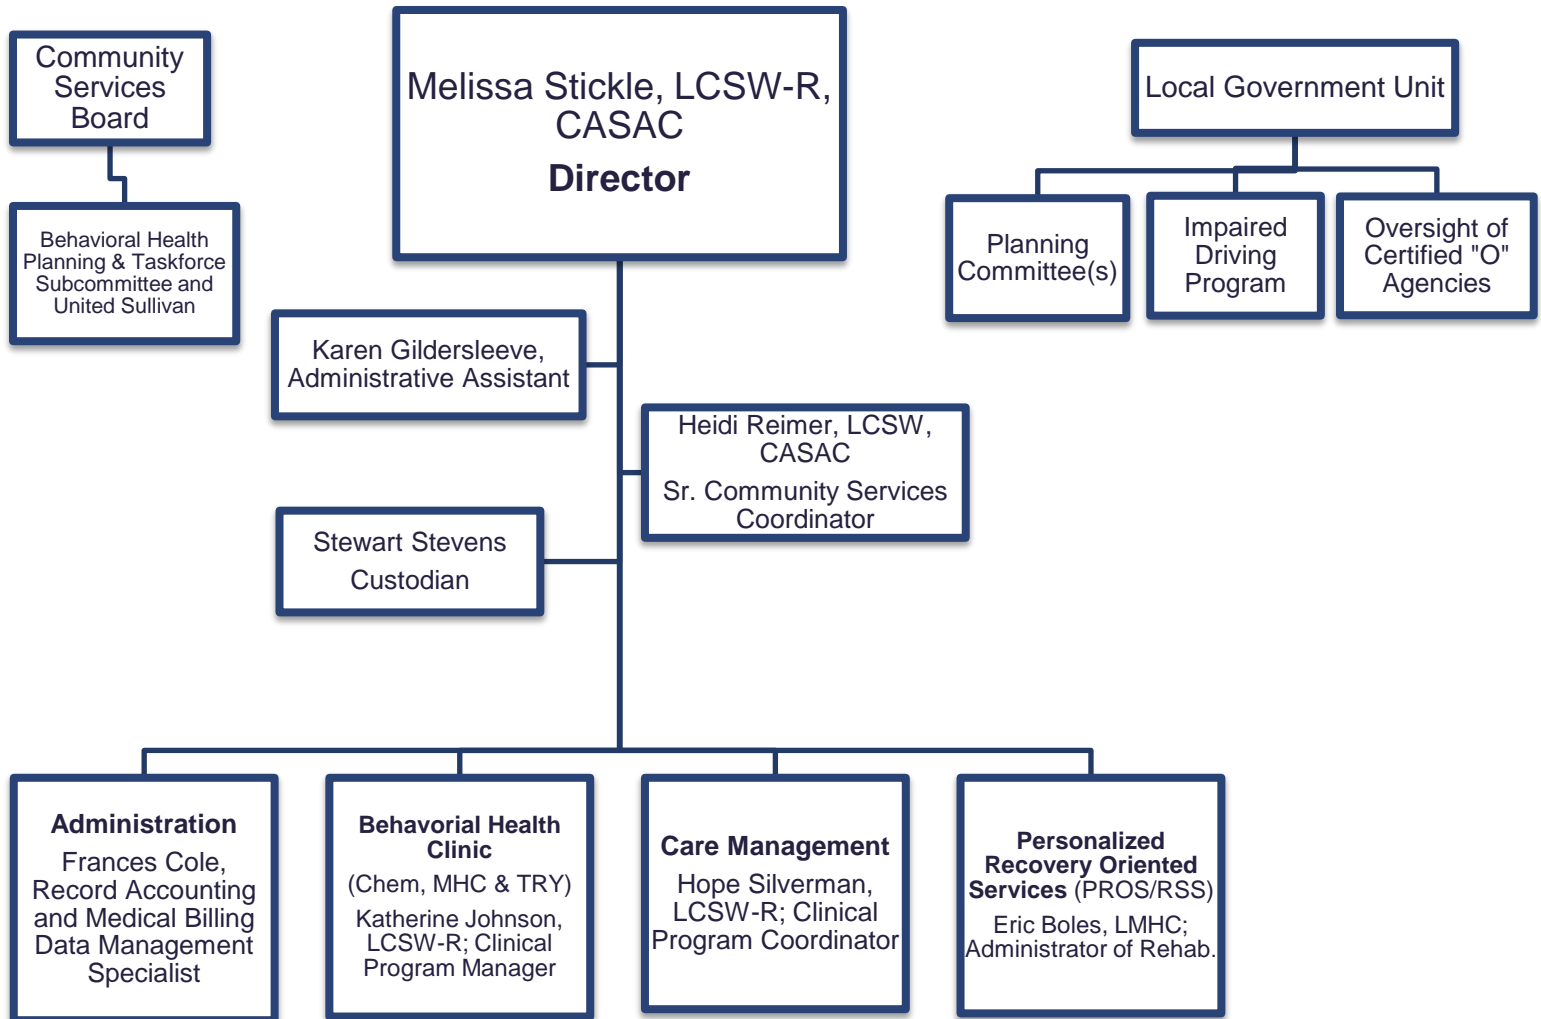 Community
Services
Board
Behavioral Health
Planning & Taskforce
Subcommittee and
United Sullivan
Melissa Stickle, LCSW-R,
CASAC
Director
Local Government Unit
Planning
Committee(s)
Impaired
Driving
Program
Oversight of
Certified "O"
Agencies
Karen Gildersleeve,
Administrative Assistant
Heidi Reimer, LCSW,
CASAC
Sr. Community Services
Coordinator
Stewart Stevens
Custodian
Administration
Frances Cole,
Record Accounting
and Medical Billing
Data Management
Specialist
Behavorial Health
Clinic
(Chem, MHC & TRY)
Katherine Johnson,
LCSW-R; Clinical
Program Manager
Care Management
Hope Silverman,
LCSW-R; Clinical
Program Coordinator
Personalized
Recovery Oriented
Services (PROS/RSS)
Eric Boles, LMHC;
Administrator of Rehab.